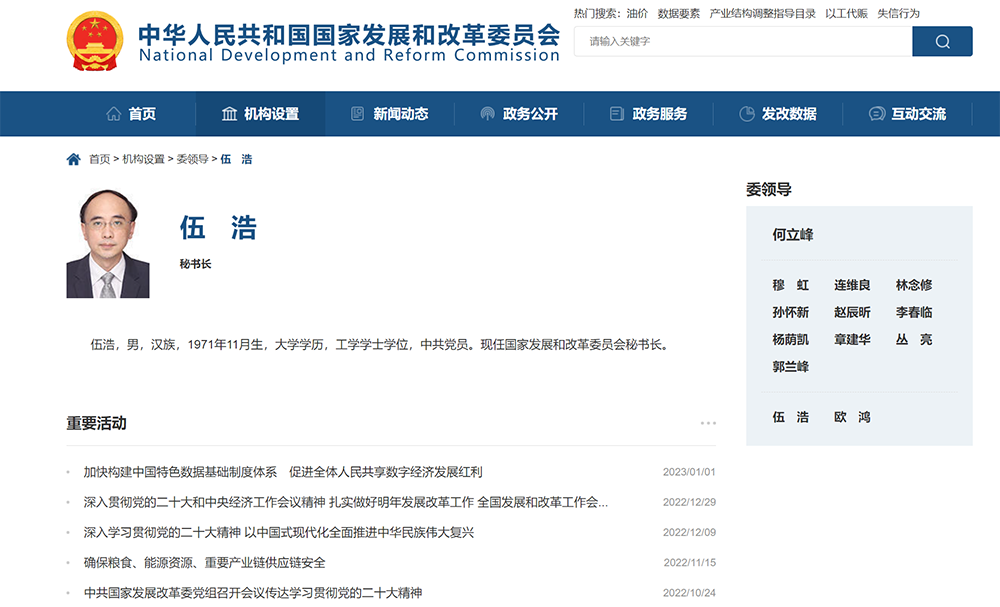 热门搜索：油价 数据要素 产业结构调整指导目录 以工代赈 失信行为
中华人民共和国国家发展和改革委员会
National Development and Reform Commission
请输入关键字
首页 机构设置 新闻动态 政务公开 政务服务 发改数据 互动交流
首页 > 机构设置 > 委领导 > 伍 浩
伍 浩
秘书长
伍浩，男，汉族，1971年11月生，大学学历，工学学士学位，中共党员。现任国家发展和改革委员会秘书长。
重要活动
加快构建中国特色数据基础制度体系 促进全体人民共享数字经济发展红利 2023/01/01
深入贯彻党的二十大和中央经济工作会议精神 扎实做好明年发展改革工作 全国发展和改革工作会... 2022/12/29
深入学习贯彻党的二十大精神 以中国式现代化全面推进中华民族伟大复兴 2022/12/09
确保粮食、能源资源、重要产业链供应链安全 2022/11/15
中共国家发展改革委党组召开会议传达学习贯彻党的二十大精神 2022/10/24
委领导
何立峰
穆 虹 连维良 林念修
孙怀新 赵辰昕 李春临
杨荫凯 章建华 丛 亮
郭兰峰
伍 浩 欧 鸿